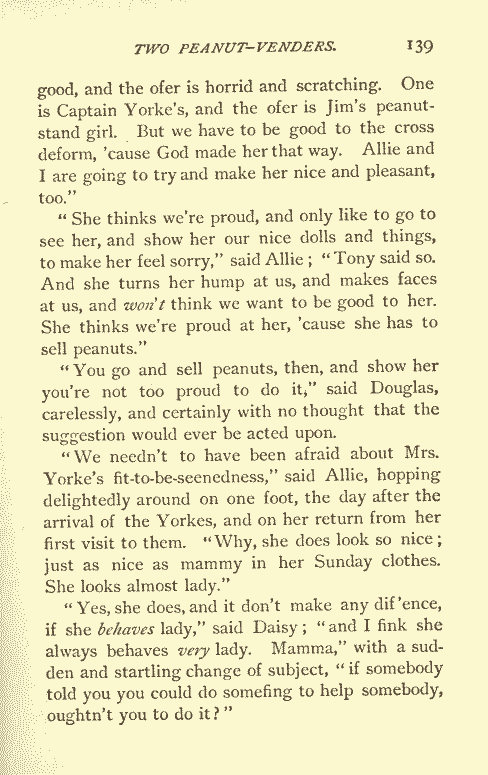 TWO PEANUT-VENDERS. 139
good, and the ofer is horrid and scratching. One
is Captain Yorke's, and the ofer is Jim's peanut-
stand girl. But we have to be good to the cross
deform, 'cause God made her that way. Allie and
I are going to try and make her nice and pleasant,
too."
"She thinks we're proud, and only like to go to
see her, and show her our nice dolls and things,
to make her feel sorry," said Allie; "Tony said so.
And she turns her hump at us, and makes faces
at us, and won't think we want to be good to her.
She thinks we're proud at her, 'cause she has to
sell peanuts."
"You go and sell peanuts, then, and show her
you're not too proud to do it," said Douglas,
carelessly, and certainly with no thought that the
suggestion would ever be acted upon.
"We needn't to have been afraid about Mrs.
Yorke's fit-to-be-seenedness," said Allie, hopping
delightedly around on one foot, the day after the
arrival of the Yorkes, and on her return from her
first visit to them. "Why, she does look so nice;
just as nice as mammy in her Sunday clothes.
She looks almost lady."
"Yes, she does, and it don't make any dif'ence,
if she behaves lady," said Daisy; "and I fink she
always behaves very lady. Mamma," with a sud-
den and startling change of subject, "if somebody
told you you could do somefing to help somebody,
oughtn't you to do it?"